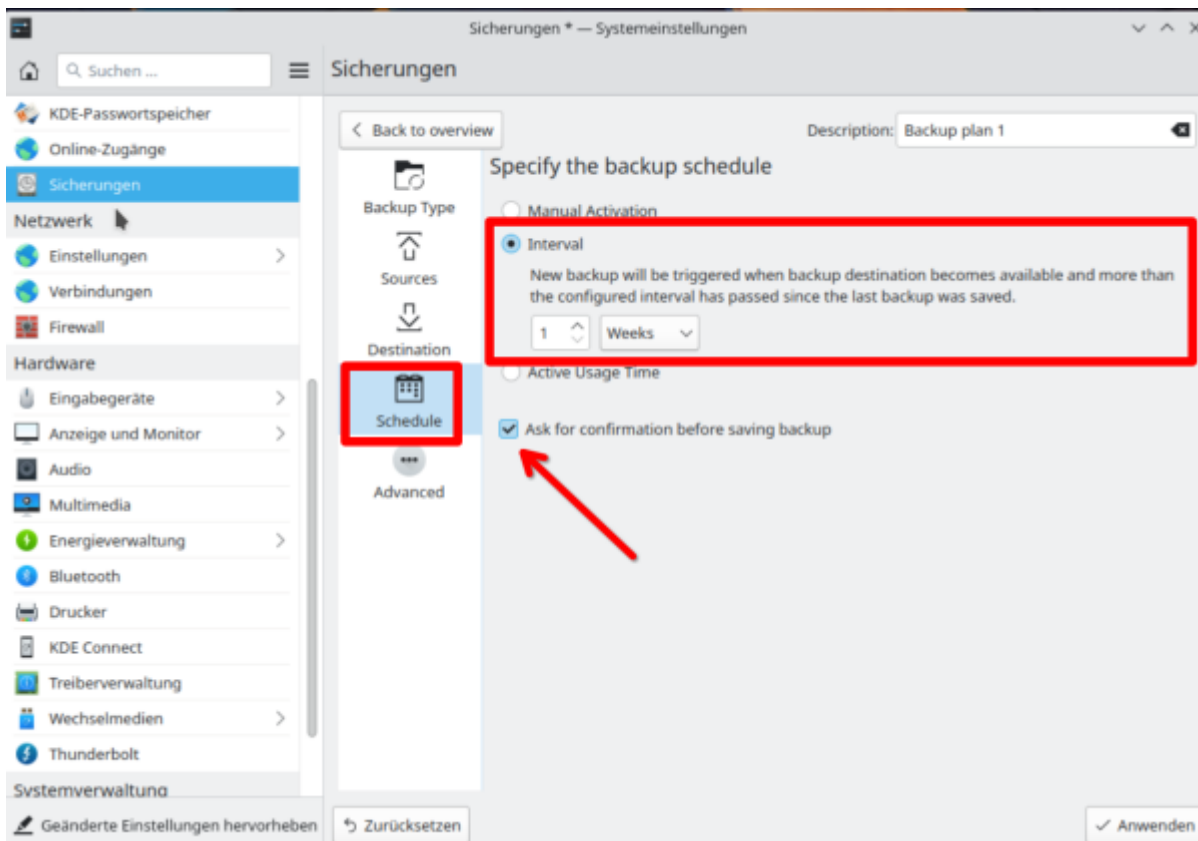 Sicherungen * — Systemeinstellungen
Suchen ...
Sicherungen
KDE-Passwortspeicher
Online-Zugänge
Sicherungen
Netzwerk
Einstellungen
Verbindungen
Firewall
Hardware
Eingabegeräte
Anzeige und Monitor
Audio
Multimedia
Energieverwaltung
Bluetooth
Drucker
KDE Connect
Treiberverwaltung
Wechselmedien
Thunderbolt
Systemverwaltung
Geänderte Einstellungen hervorheben
Back to overview
Description: Backup plan 1
Backup Type
Sources
Destination
Schedule
Advanced
Specify the backup schedule
Manual Activation
Interval
New backup will be triggered when backup destination becomes available and more than
the configured interval has passed since the last backup was saved.
1 Weeks
Active Usage Time
Ask for confirmation before saving backup
Zurücksetzen
Anwenden